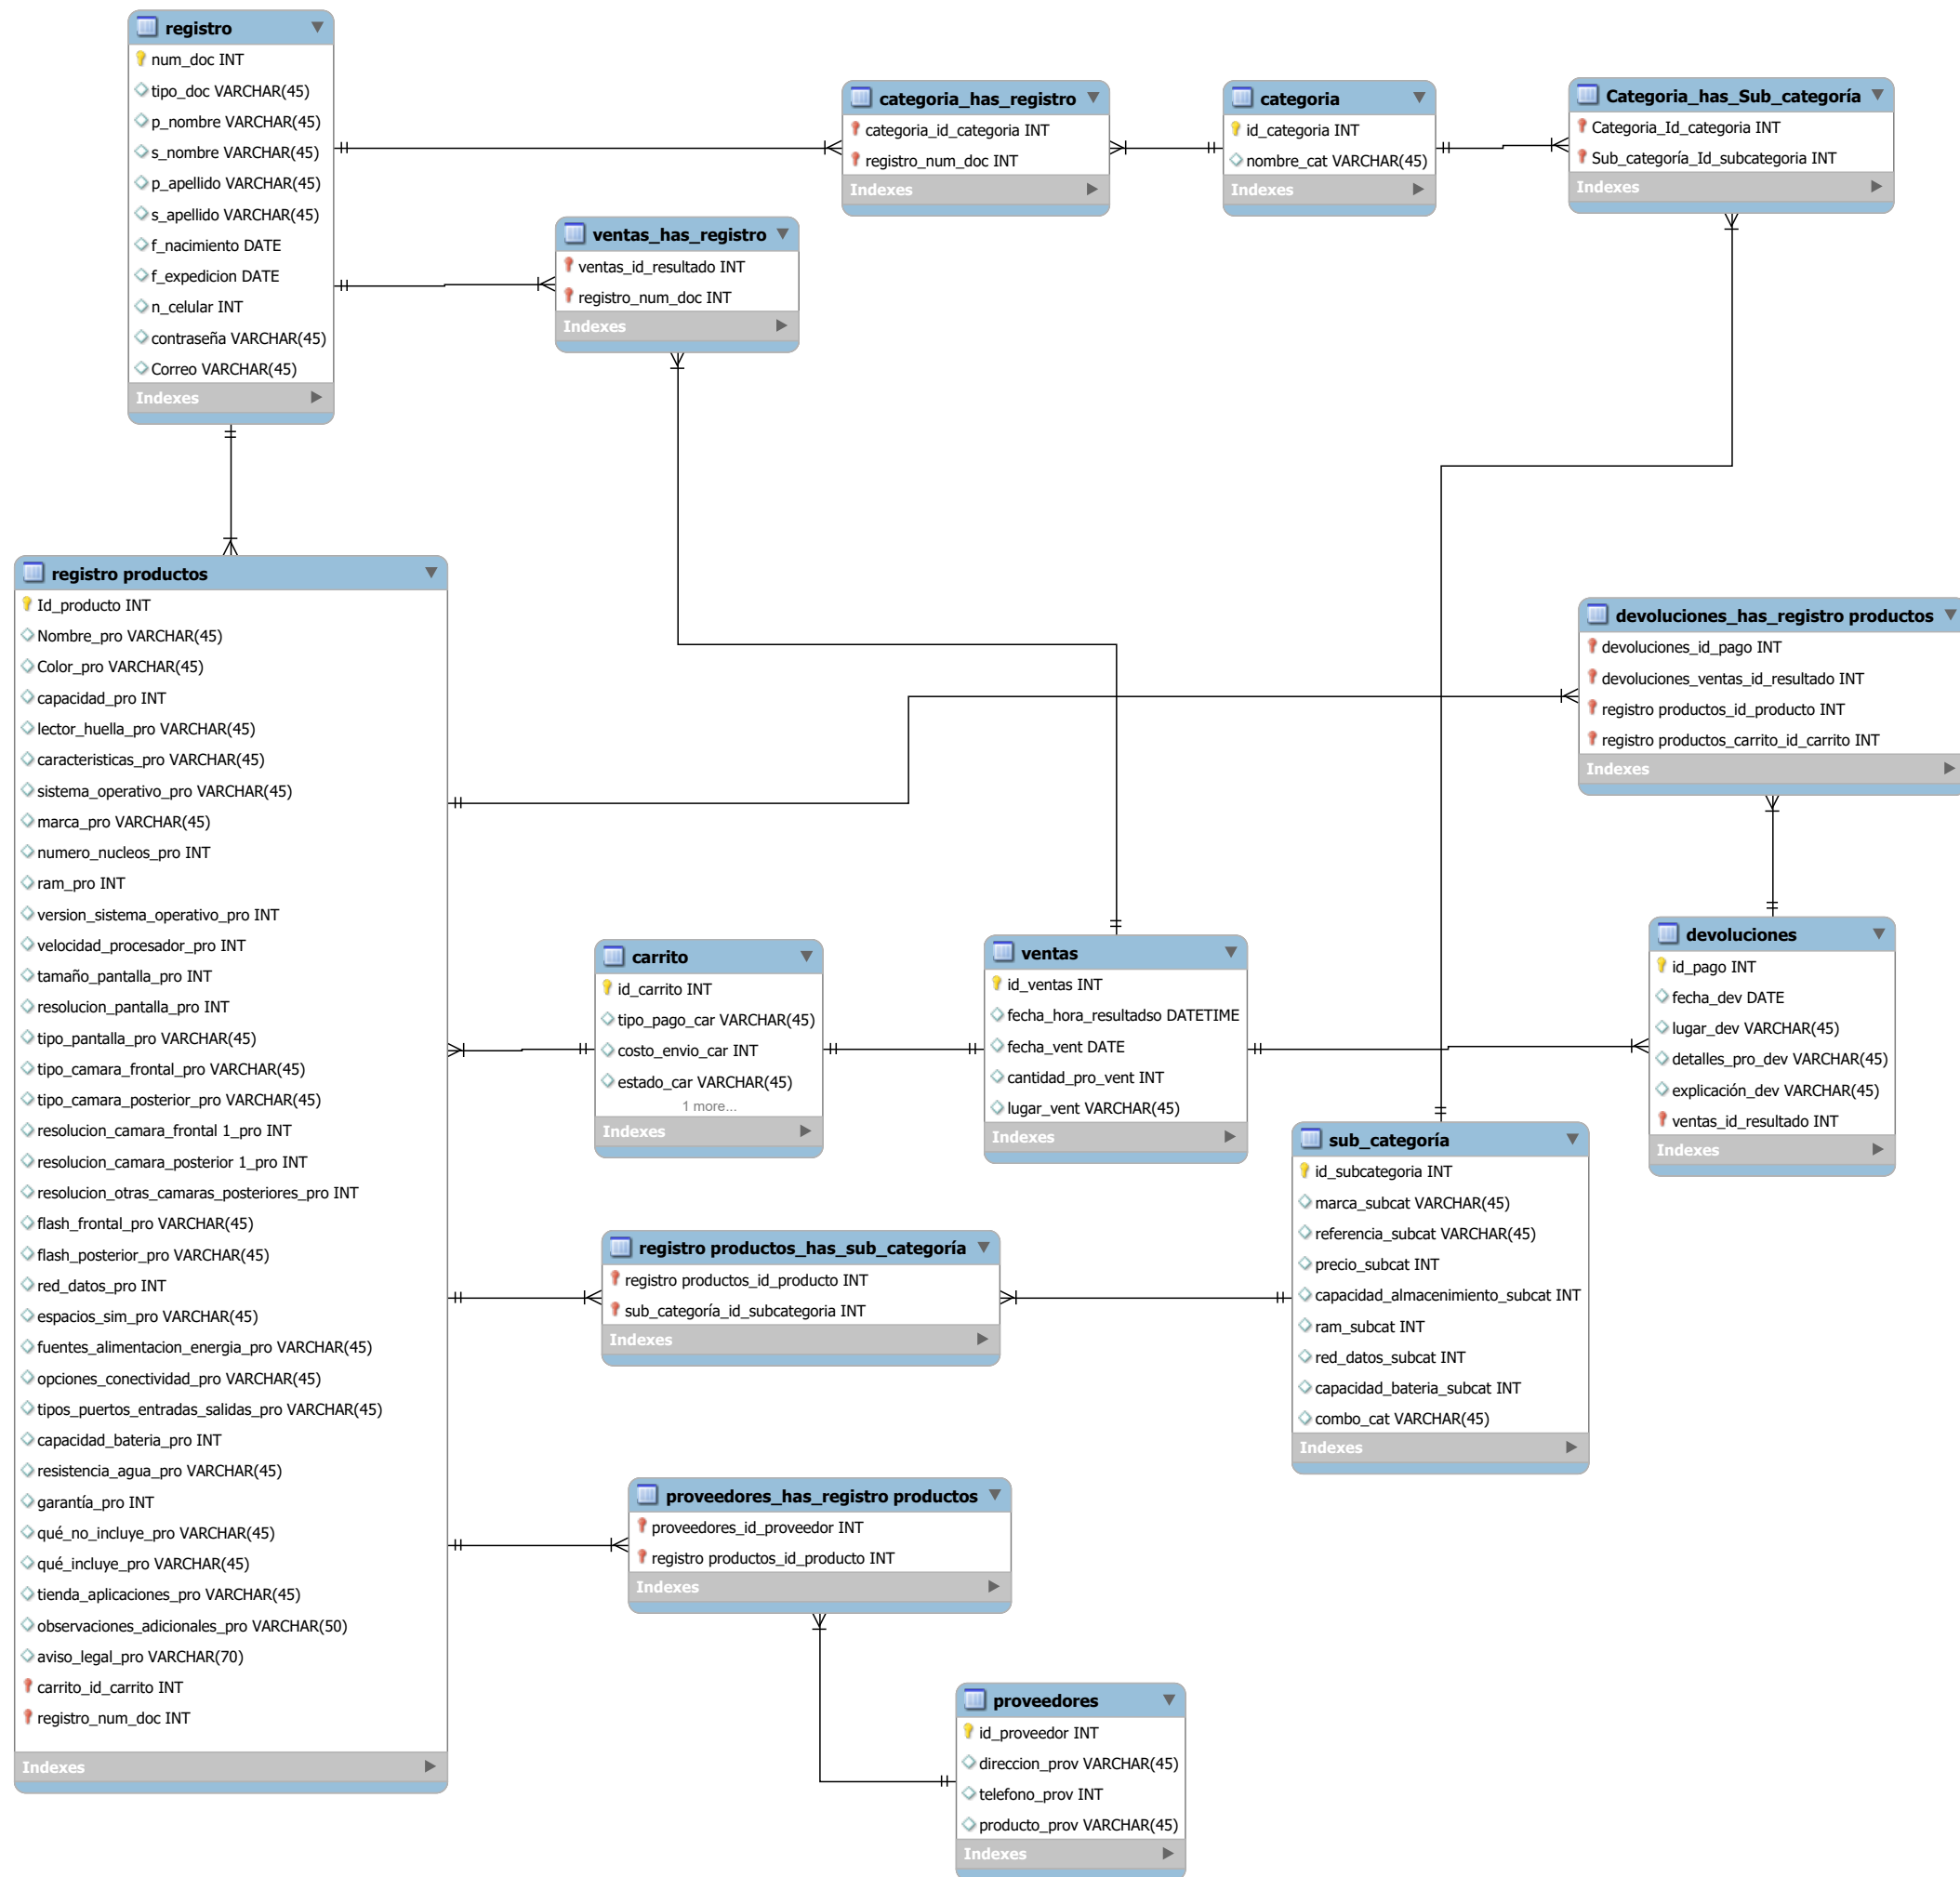 registro
num_doc INT
tipo_doc VARCHAR(45)
p_nombre VARCHAR(45)
s_nombre VARCHAR(45)
p_apellido VARCHAR(45)
s_apellido VARCHAR(45)
f_nacimiento DATE
f_expedicion DATE
n_celular INT
contraseña VARCHAR(45)
Correo VARCHAR(45)
Indexes
categoria_has_registro
categoria_id_categoria INT
registro_num_doc INT
Indexes
categoria
id_categoria INT
nombre_cat VARCHAR(45)
Indexes
Categoria_has_Sub_categoría
Categoria_Id_categoria INT
Sub_categoría_Id_subcategoria INT
Indexes
ventas_has_registro
ventas_id_resultado INT
registro_num_doc INT
Indexes
registro productos
Id_producto INT
Nombre_pro VARCHAR(45)
Color_pro VARCHAR(45)
capacidad_pro INT
lector_huella_pro VARCHAR(45)
caracteristicas_pro VARCHAR(45)
sistema_operativo_pro VARCHAR(45)
marca_pro VARCHAR(45)
numero_nucleos_pro INT
ram_pro INT
version_sistema_operativo_pro INT
velocidad_procesador_pro INT
tamaño_pantalla_pro INT
resolucion_pantalla_pro INT
tipo_pantalla_pro VARCHAR(45)
tipo_camara_frontal_pro VARCHAR(45)
tipo_camara_posterior_pro VARCHAR(45)
resolucion_camara_frontal 1_pro INT
resolucion_camara_posterior 1_pro INT
resolucion_otras_camaras_posteriores_pro INT
flash_frontal_pro VARCHAR(45)
flash_posterior_pro VARCHAR(45)
red_datos_pro INT
espacios_sim_pro VARCHAR(45)
fuentes_alimentacion_energia_pro VARCHAR(45)
opciones_conectividad_pro VARCHAR(45)
tipos_puertos_entradas_salidas_pro VARCHAR(45)
capacidad_bateria_pro INT
resistencia_agua_pro VARCHAR(45)
garantía_pro INT
qué_no_incluye_pro VARCHAR(45)
qué_incluye_pro VARCHAR(45)
tienda_aplicaciones_pro VARCHAR(45)
observaciones_adicionales_pro VARCHAR(50)
aviso_legal_pro VARCHAR(70)
carrito_id_carrito INT
registro_num_doc INT
Indexes
devoluciones_has_registro productos
devoluciones_id_pago INT
devoluciones_ventas_id_resultado INT
registro productos_id_producto INT
registro productos_carrito_id_carrito INT
Indexes
carrito
id_carrito INT
tipo_pago_car VARCHAR(45)
costo_envio_car INT
estado_car VARCHAR(45)
1 more...
Indexes
ventas
id_ventas INT
fecha_hora_resultadso DATETIME
fecha_vent DATE
cantidad_pro_vent INT
lugar_vent VARCHAR(45)
Indexes
devoluciones
id_pago INT
fecha_dev DATE
lugar_dev VARCHAR(45)
detalles_pro_dev VARCHAR(45)
explicación_dev VARCHAR(45)
ventas_id_resultado INT
Indexes
sub_categoría
id_subcategoria INT
marca_subcat VARCHAR(45)
referencia_subcat VARCHAR(45)
precio_subcat INT
capacidad_almacenimiento_subcat INT
ram_subcat INT
red_datos_subcat INT
capacidad_bateria_subcat INT
combo_cat VARCHAR(45)
Indexes
registro productos_has_sub_categoría
registro productos_id_producto INT
sub_categoría_id_subcategoria INT
Indexes
proveedores_has_registro productos
proveedores_id_proveedor INT
registro productos_id_producto INT
Indexes
proveedores
id_proveedor INT
direccion_prov VARCHAR(45)
telefono_prov INT
producto_prov VARCHAR(45)
Indexes